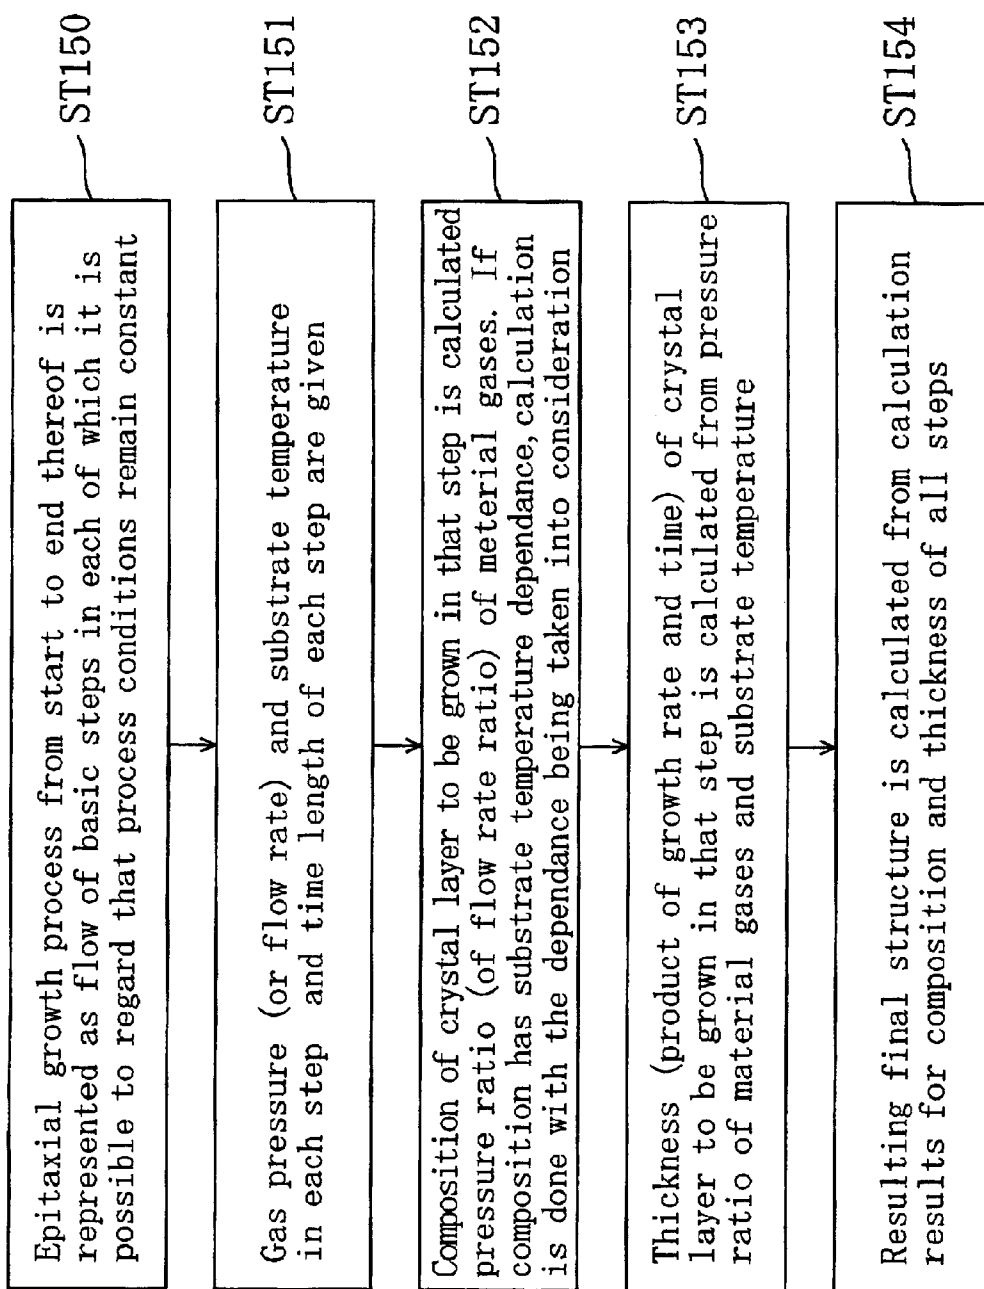 Epitaxial growth process from start to end thereof is
represented as flow of basic steps in each of which it is
possible to regard that process conditions remain constant
ST150
Gas pressure (or flow rate) and substrate temperature
in each step and time length of each step are given
ST151
Composition of crystal layer to be grown in that step is calculated
pressure ratio (of flow rate ratio) of meterial gases. If
composition has substrate temperature dependance, calculation
is done with the dependance being taken into consideration
ST152
Thickness (product of growth rate and time) of crystal
layer to be grown in that step is calculated from pressure
ratio of material gases and substrate temperature
ST153
Resulting final structure is calculated from calculation
results for composition and thickness of all steps
ST154